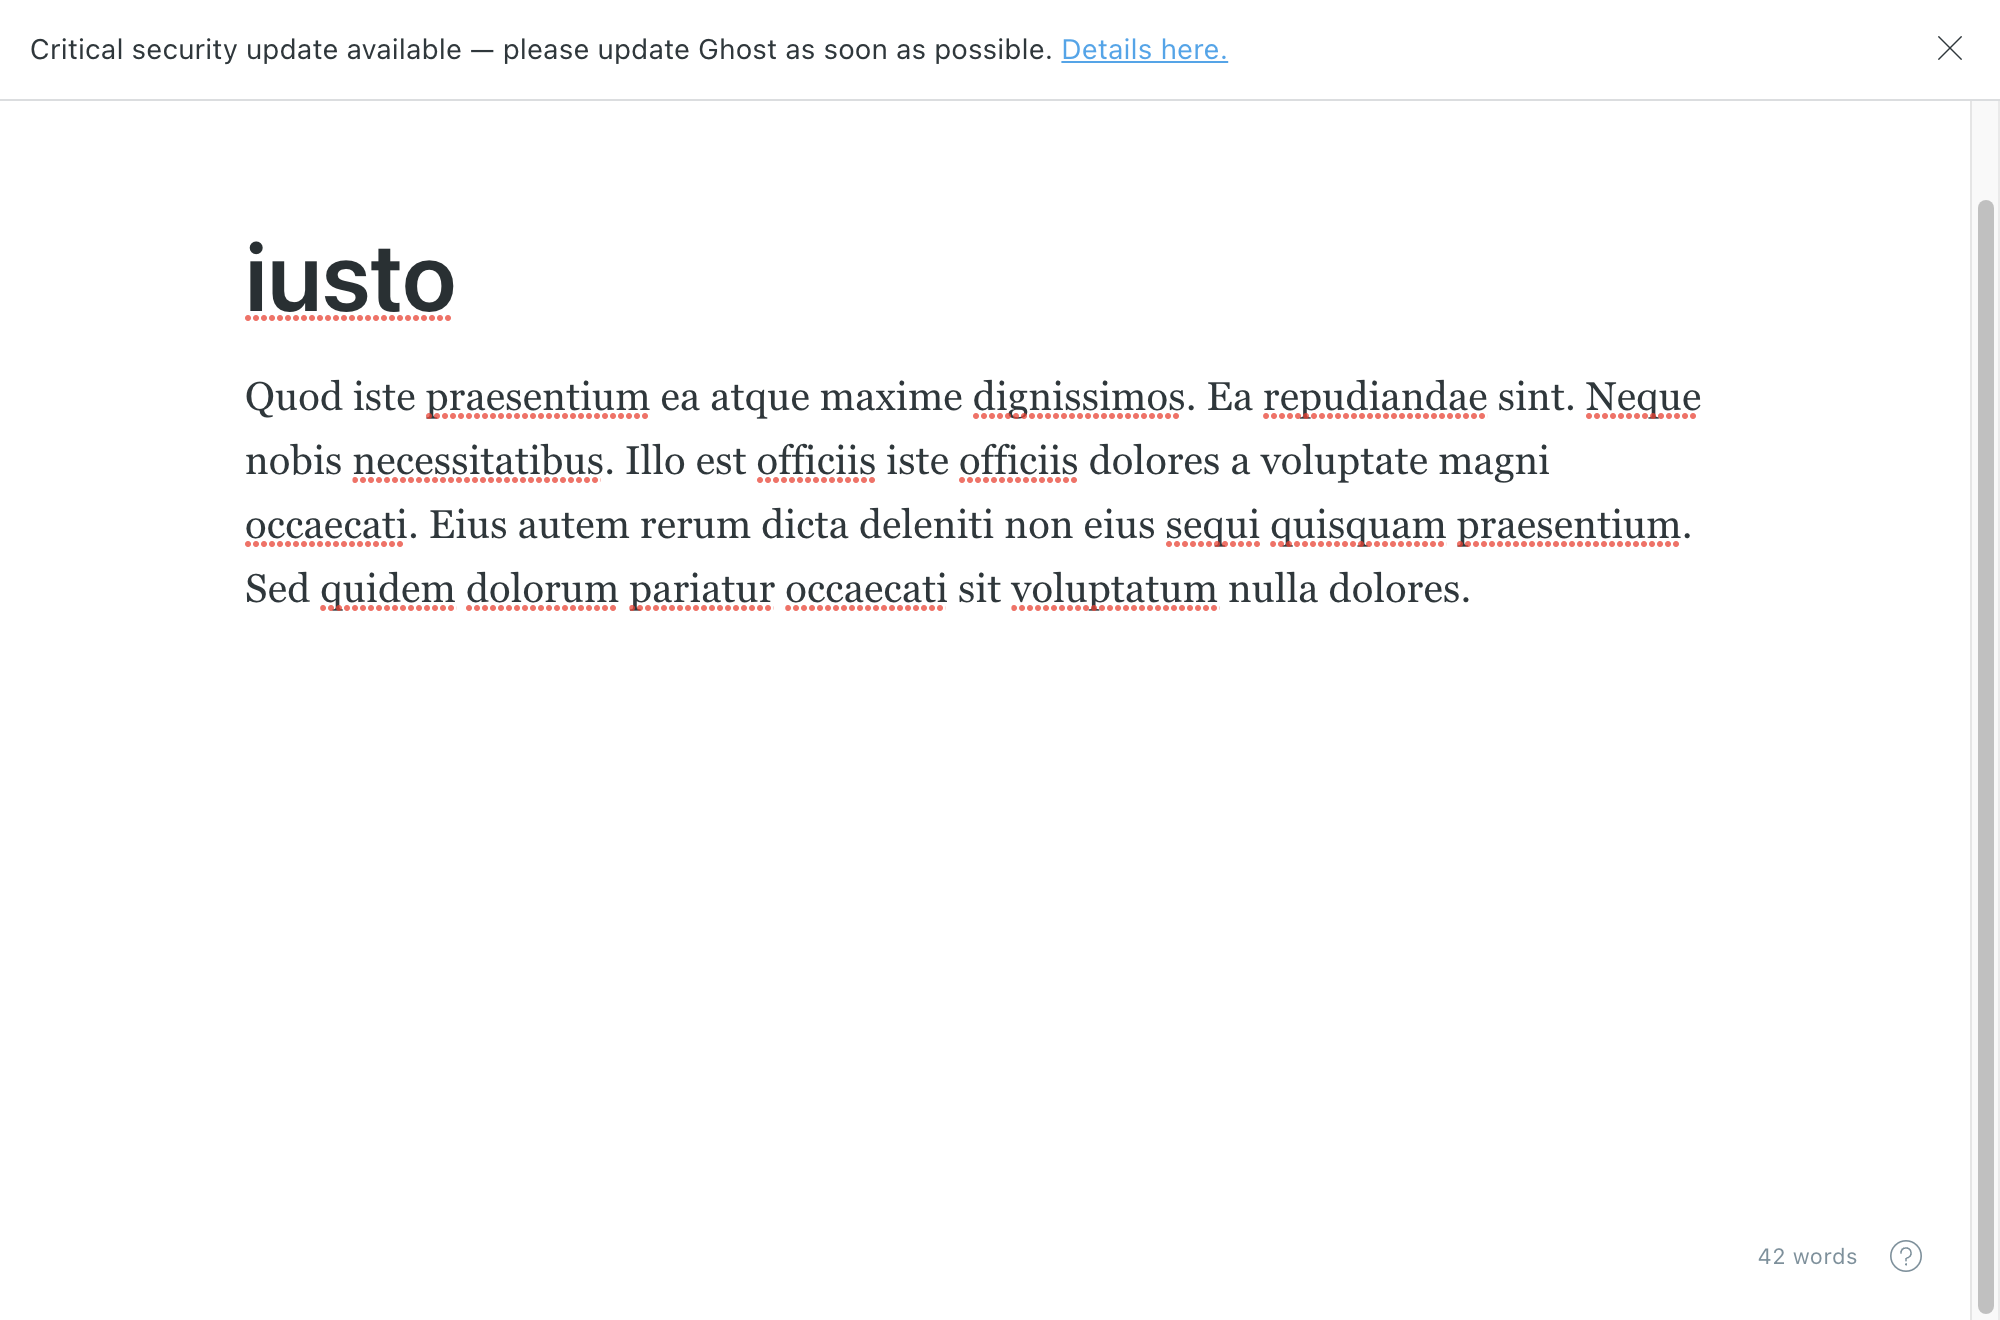 Critical security update available — please update Ghost as soon as possible. Details here.
iusto
Quod iste praesentium ea atque maxime dignissimos. Ea repudiandae sint. Neque
nobis necessitatibus. Illo est officiis iste officiis dolores a voluptate magni
occaecati. Eius autem rerum dicta deleniti non eius sequi quisquam praesentium.
Sed quidem dolorum pariatur occaecati sit voluptatum nulla dolores.
42 words ?